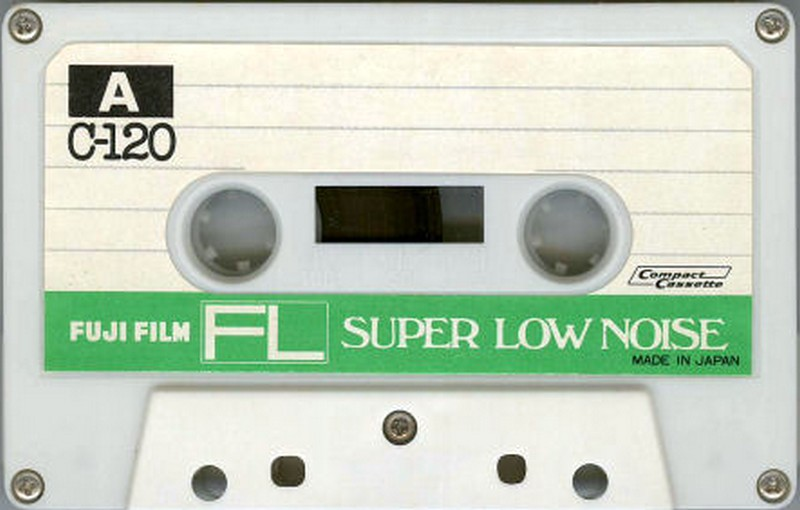 A
C-120
Compact
Cassette
FUJI FILM FL SUPER LOW NOISE
MADE IN JAPAN